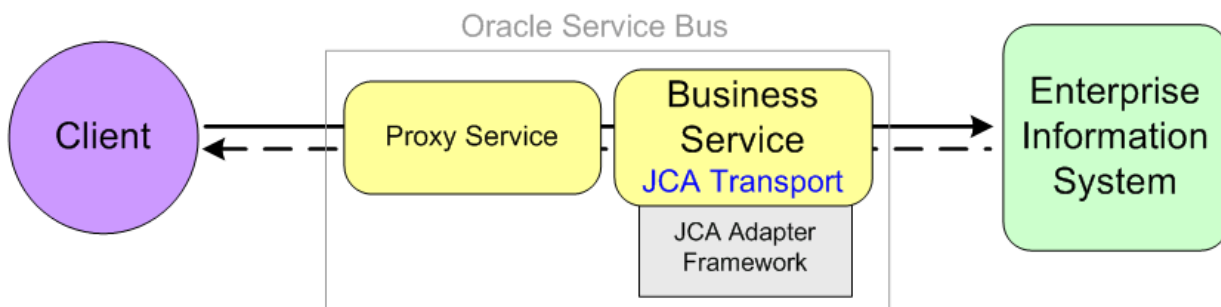 Oracle Service Bus
Client
Proxy Service
Business
Service
JCA Transport
JCA Adapter
Framework
Enterprise
Information
System